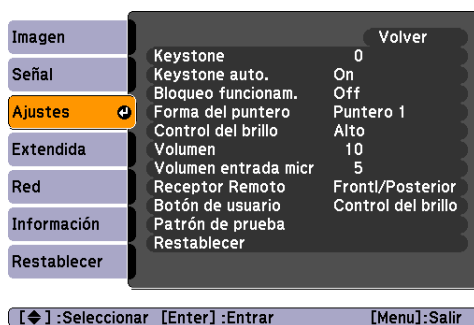 Imagen
Señal
Ajustes
Extendida
Red
Información
Restablecer
Volver
Keystone 0
Keystone auto. On
Bloqueo funcionam. Off
Forma del puntero Puntero 1
Control del brillo Alto
Volumen 10
Volumen entrada micr 5
Receptor Remoto Frontl/Posterior
Botón de usuario Control del brillo
Patrón de prueba
Restablecer
[◆] :Seleccionar [Enter] :Entrar [Menu]:Salir